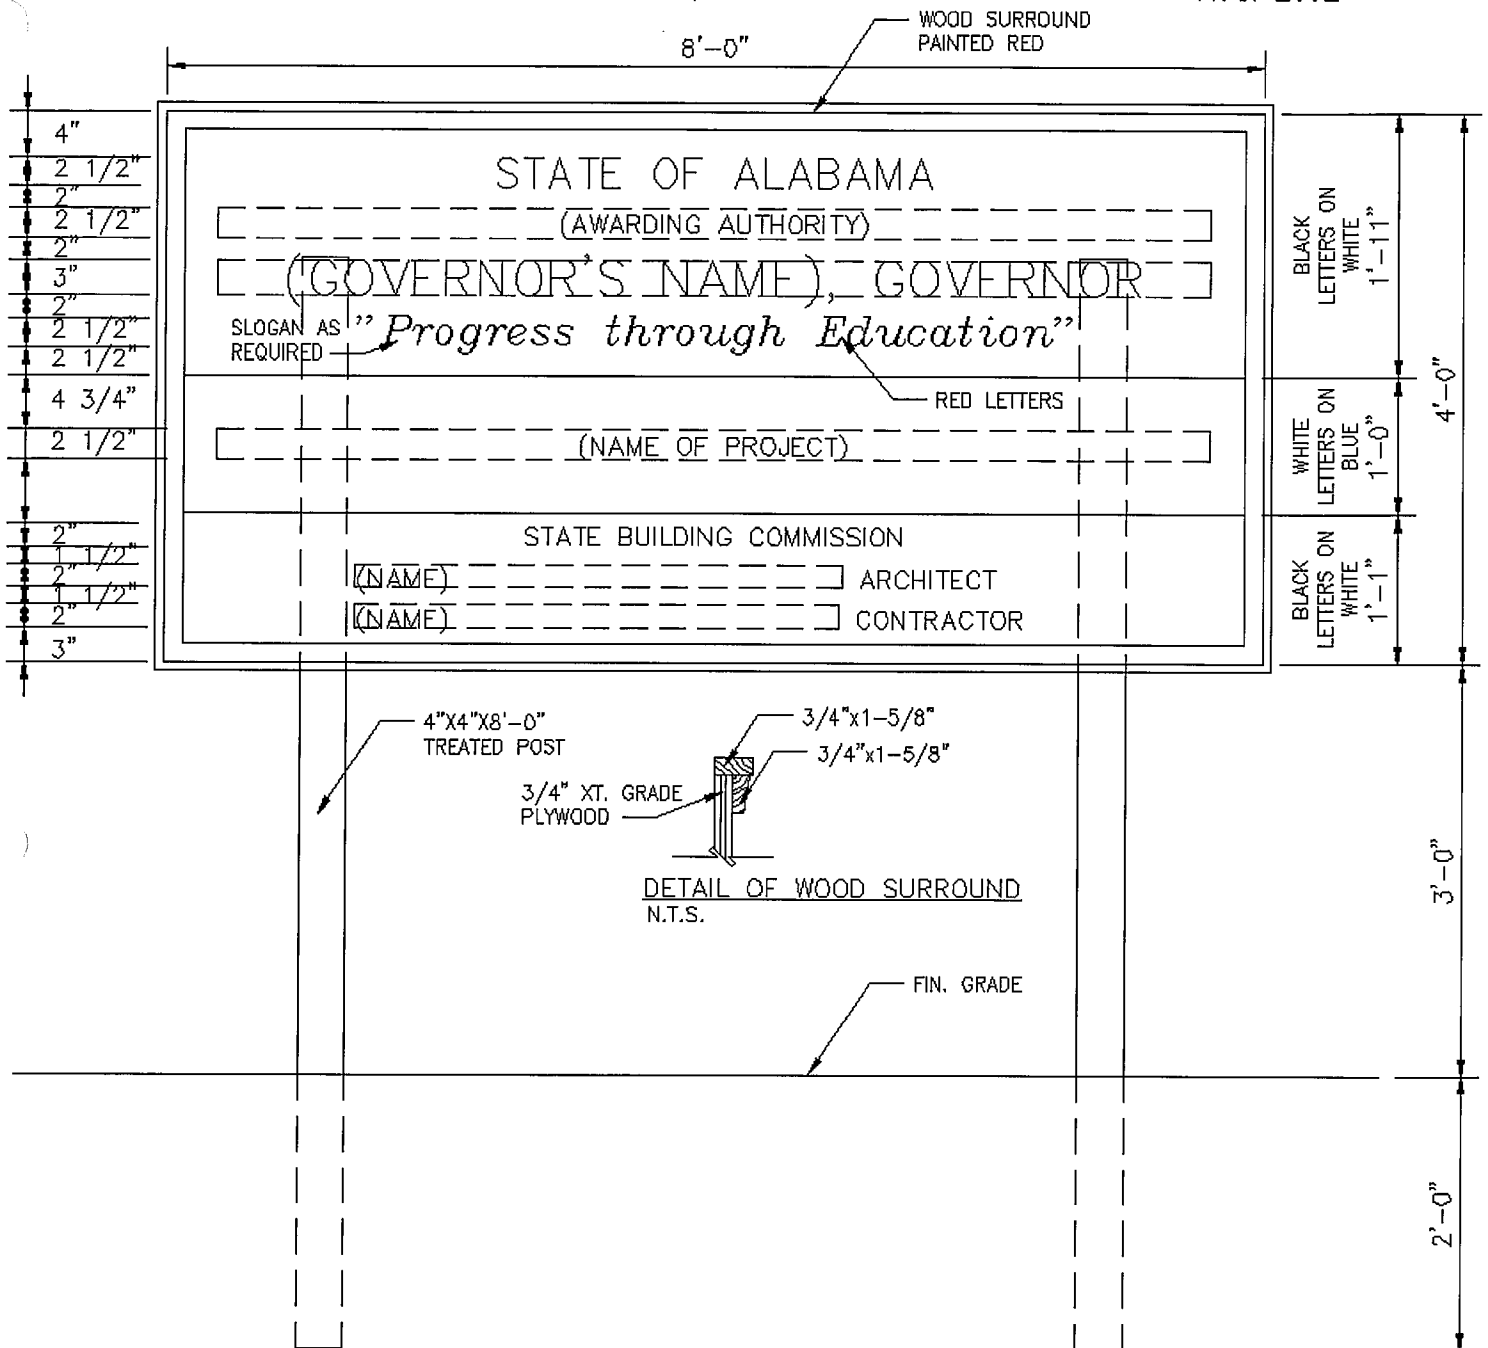 WOOD SURROUND
PAINTED RED
8'-0"
4"
2 1/2"
2"
2 1/2"
2"
3"
2"
2 1/2"
2 1/2"
4 3/4"
2 1/2"
2"
1 1/2"
2"
1 1/2"
2"
3"
STATE OF ALABAMA
(AWARDING AUTHORITY)
(GOVERNOR'S NAME), GOVERNOR
SLOGAN AS
REQUIRED
"Progress through Education"
RED LETTERS
(NAME OF PROJECT)
STATE BUILDING COMMISSION
(NAME) ARCHITECT
(NAME) CONTRACTOR
BLACK
LETTERS ON
WHITE
1'-11"
WHITE
LETTERS ON
BLUE
1'-0"
BLACK
LETTERS ON
WHITE
1'-1"
4'-0"
3'-0"
2'-0"
4"X4"X8'-0"
TREATED POST
3/4"x1-5/8"
3/4"x1-5/8"
3/4" XT. GRADE
PLYWOOD
DETAIL OF WOOD SURROUND
N.T.S.
FIN. GRADE